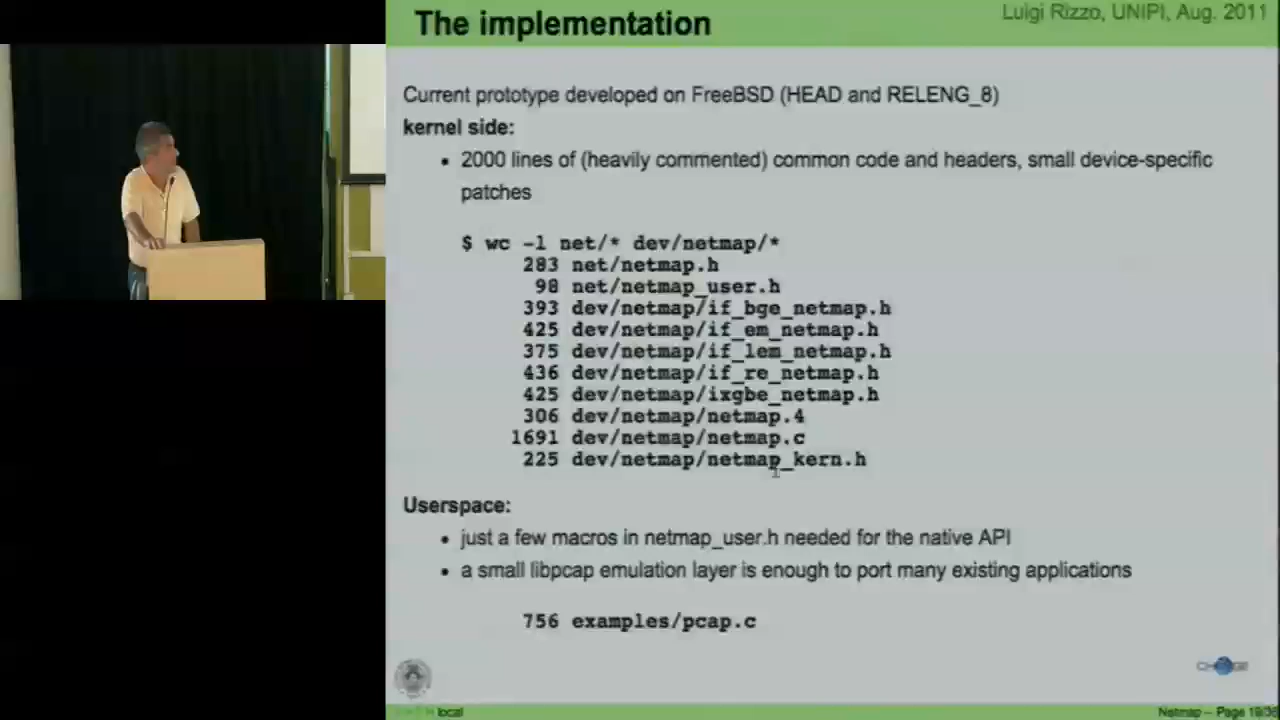 The implementation
Luigi Rizzo, UNIPI, Aug. 2011
Current prototype developed on FreeBSD (HEAD and RELENG_8)
kernel side:
• 2000 lines of (heavily commented) common code and headers, small device-specific
patches
$ wc -l net/* dev/netmap/*
283 net/netmap.h
98 net/netmap_user.h
393 dev/netmap/if_bge_netmap.h
425 dev/netmap/if_em_netmap.h
375 dev/netmap/if_lem_netmap.h
436 dev/netmap/if_re_netmap.h
425 dev/netmap/ixgbe_netmap.h
306 dev/netmap/netmap.4
1691 dev/netmap/netmap.c
225 dev/netmap/netmap_kern.h
Userspace:
• just a few macros in netmap_user.h needed for the native API
• a small libpcap emulation layer is enough to port many existing applications
756 examples/pcap.c
local
Netmap -- Page